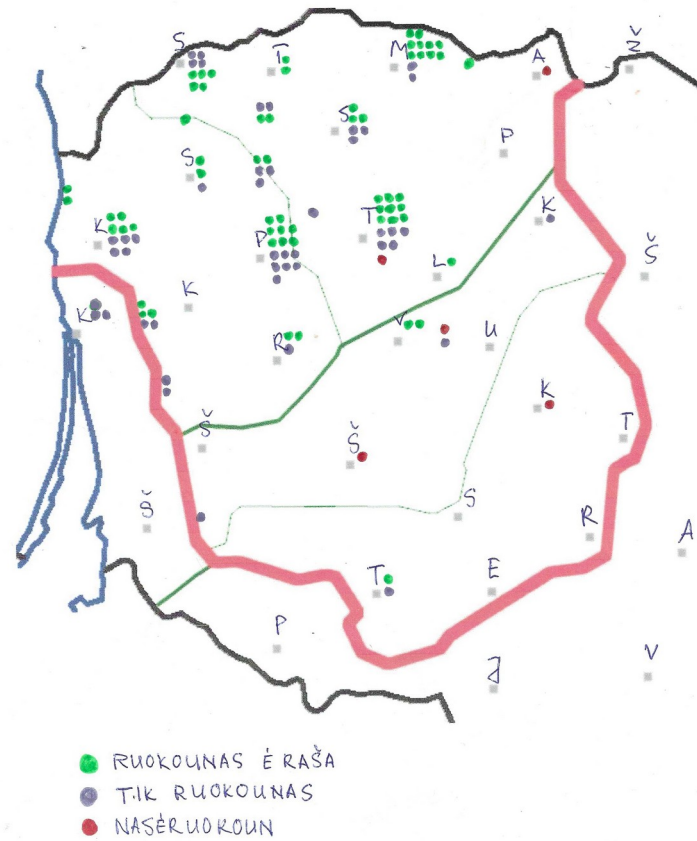 S T M A Ž
S P
S
K T K
P L Š
K K
R V U
K
Š Š T
Š S R A
T E
P
J V
RUOKOUNAS Ė RAŠA
TIK RUOKOUNAS
NASĖRUOKOUN